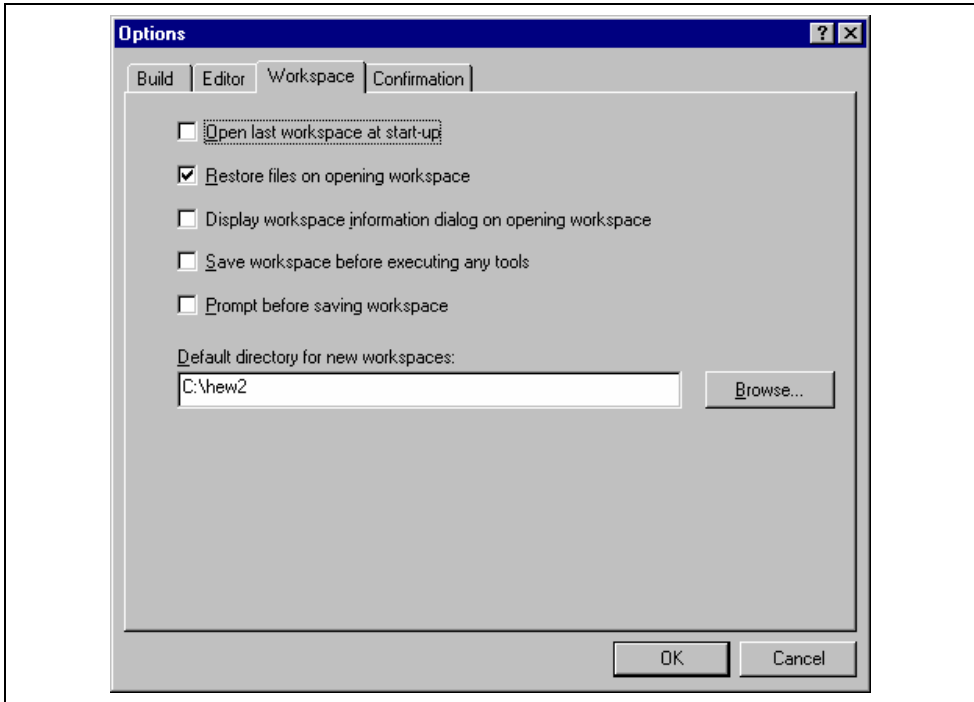 Options
Build Editor Workspace Confirmation
Open last workspace at start-up
Restore files on opening workspace
Display workspace information dialog on opening workspace
Save workspace before executing any tools
Prompt before saving workspace
Default directory for new workspaces:
C:\hew2 Browse...
OK Cancel